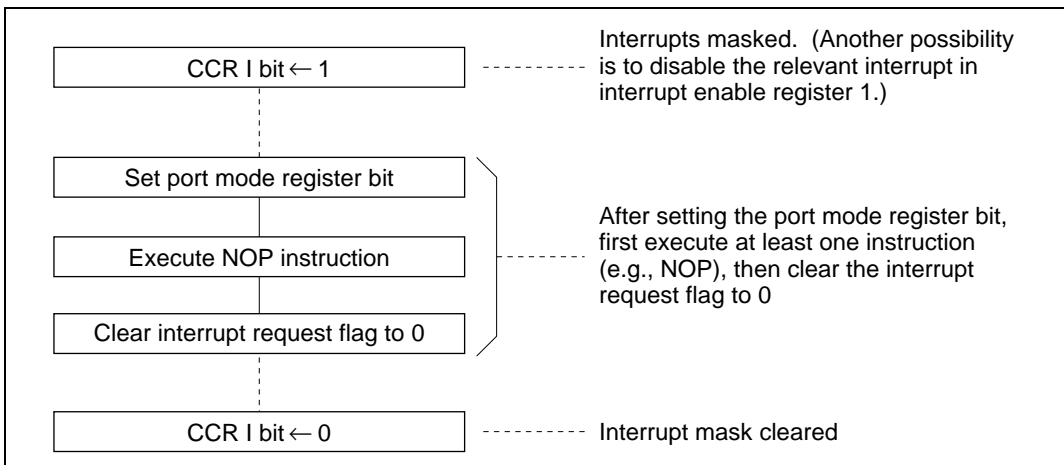 CCR I bit ← 1
Interrupts masked. (Another possibility
is to disable the relevant interrupt in
interrupt enable register 1.)
Set port mode register bit
Execute NOP instruction
Clear interrupt request flag to 0
After setting the port mode register bit,
first execute at least one instruction
(e.g., NOP), then clear the interrupt
request flag to 0
CCR I bit ← 0
Interrupt mask cleared